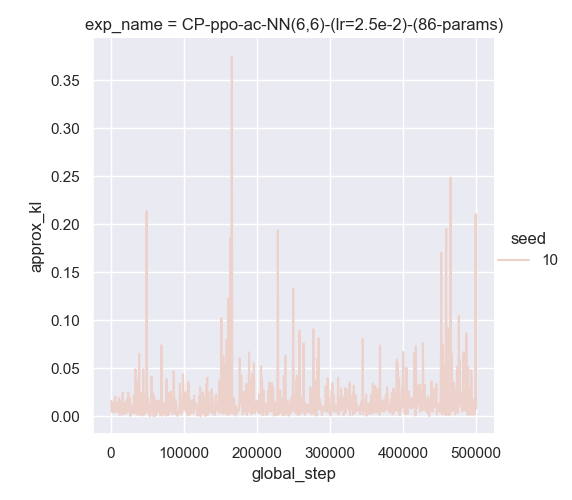 exp_name = CP-ppo-ac-NN(6,6)-(lr=2.5e-2)-(86-params)
0.35
0.30
0.25
0.20
0.15
0.10
0.05
0.00
approx_kl
0 100000 200000 300000 400000 500000
global_step
seed
10